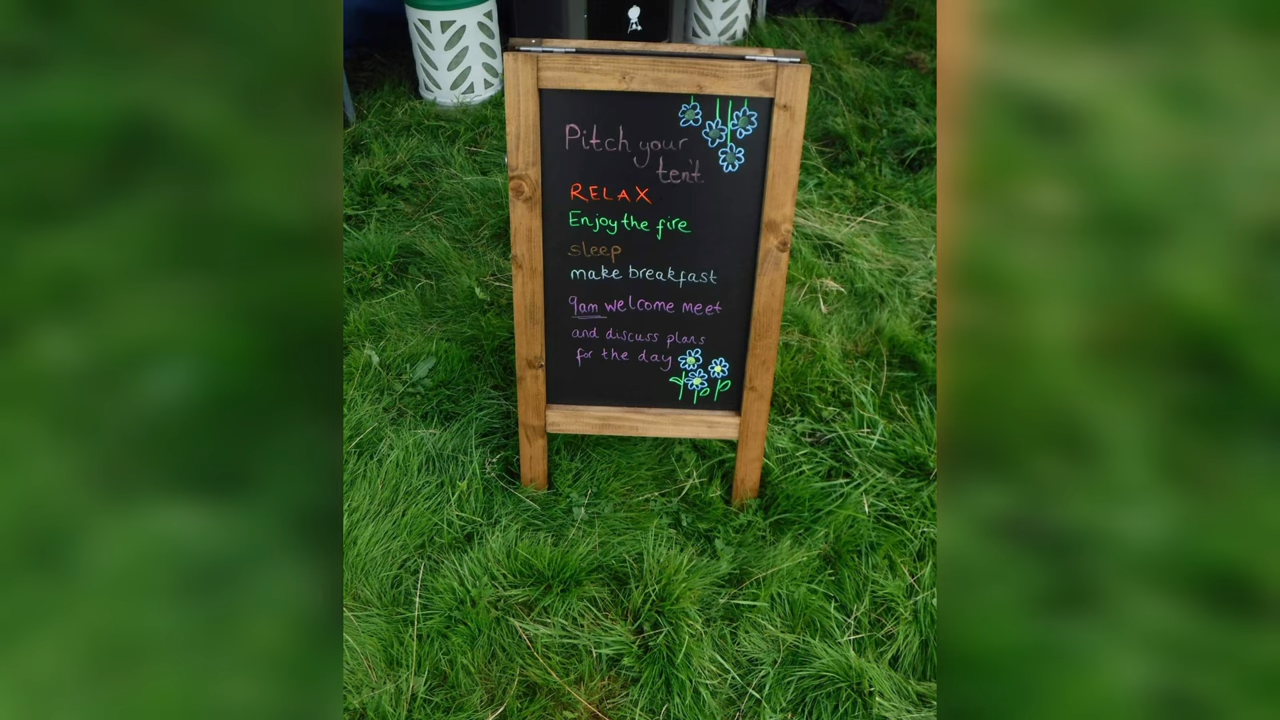 Pitch your
tent
RELAX
Enjoy the fire
sleep
make breakfast
9am welcome meet
and discuss plans
for the day